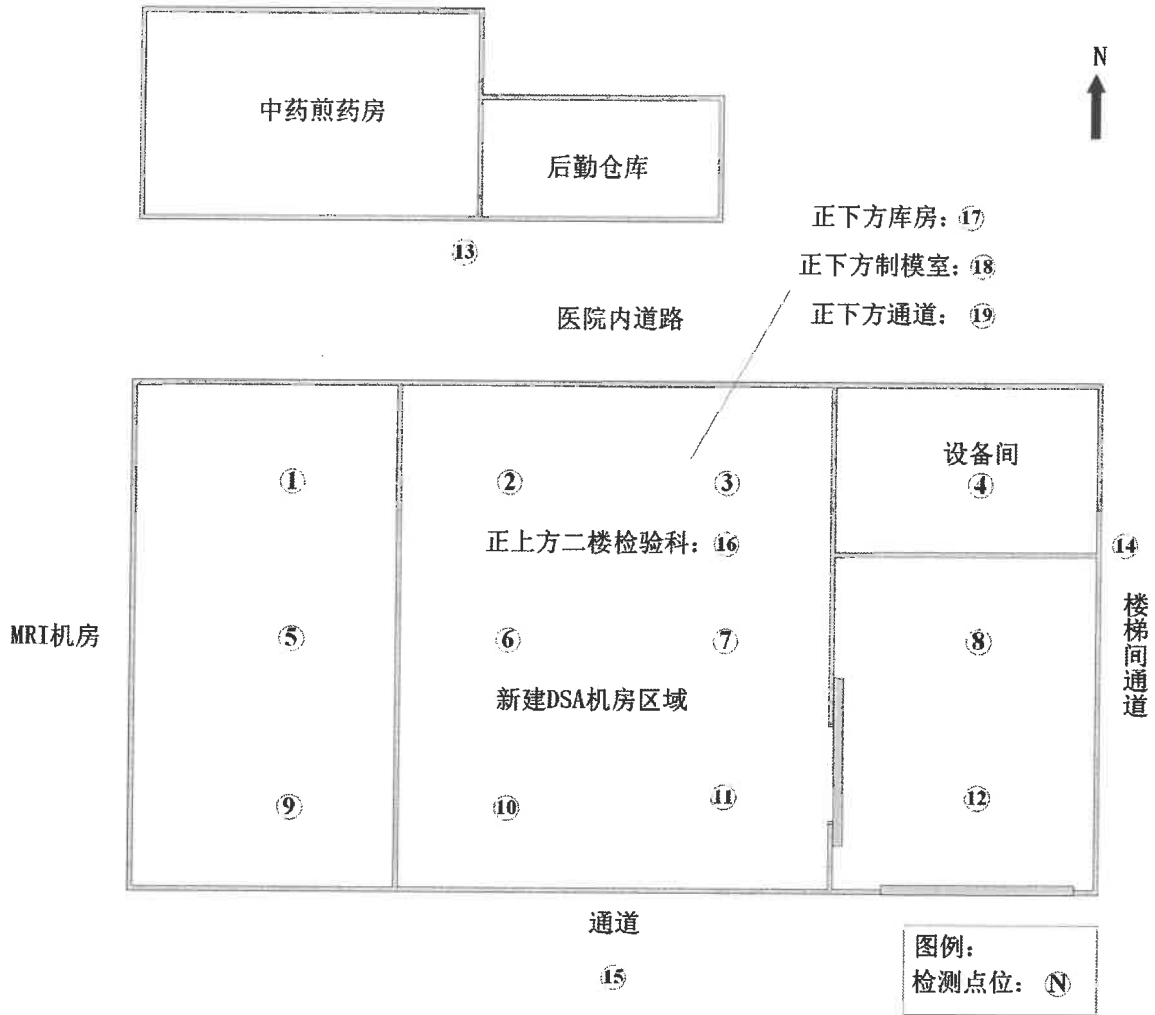 N
中药煎药房
后勤仓库
正下方库房：⑰
⑬
正下方制模室：⑱
医院内道路
正下方通道：⑲
设备间
① ② ③ ④
正上方二楼检验科：⑯
⑭
楼梯间通道
MRI机房
⑤ ⑥ ⑦ ⑧
新建DSA机房区域
⑨ ⑩ ⑪ ⑫
通道
⑮
图例：
检测点位：Ⓝ